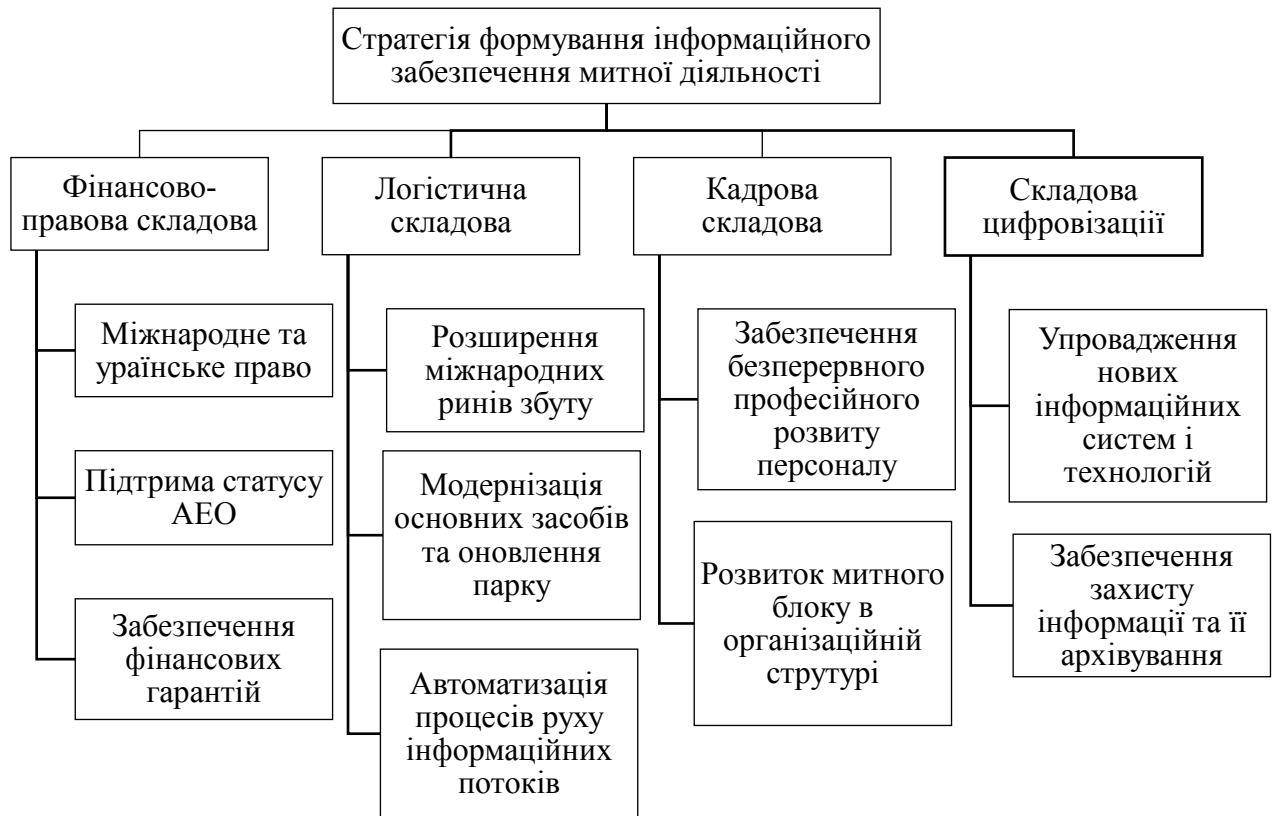 Стратегія формування інформаційного
забезпечення митної діяльності
Фінансово-
правова складова
Міжнародне та
ураїнське право
Підтрима статусу
АЕО
Забезпечення
фінансових
гарантій
Логістична
складова
Розширення
міжнародних
ринів збуту
Модернізація
основних засобів
та оновлення
парку
Автоматизація
процесів руху
інформаційних
потоків
Кадрова
складова
Забезпечення
безперервного
професійного
розвиту
персоналу
Розвиток митного
блоку в
організаційній
струтурі
Складова
цифровізаціїї
Упровадження
нових
інформаційних
систем і
технологій
Забезпечення
захисту
інформації та її
архівування